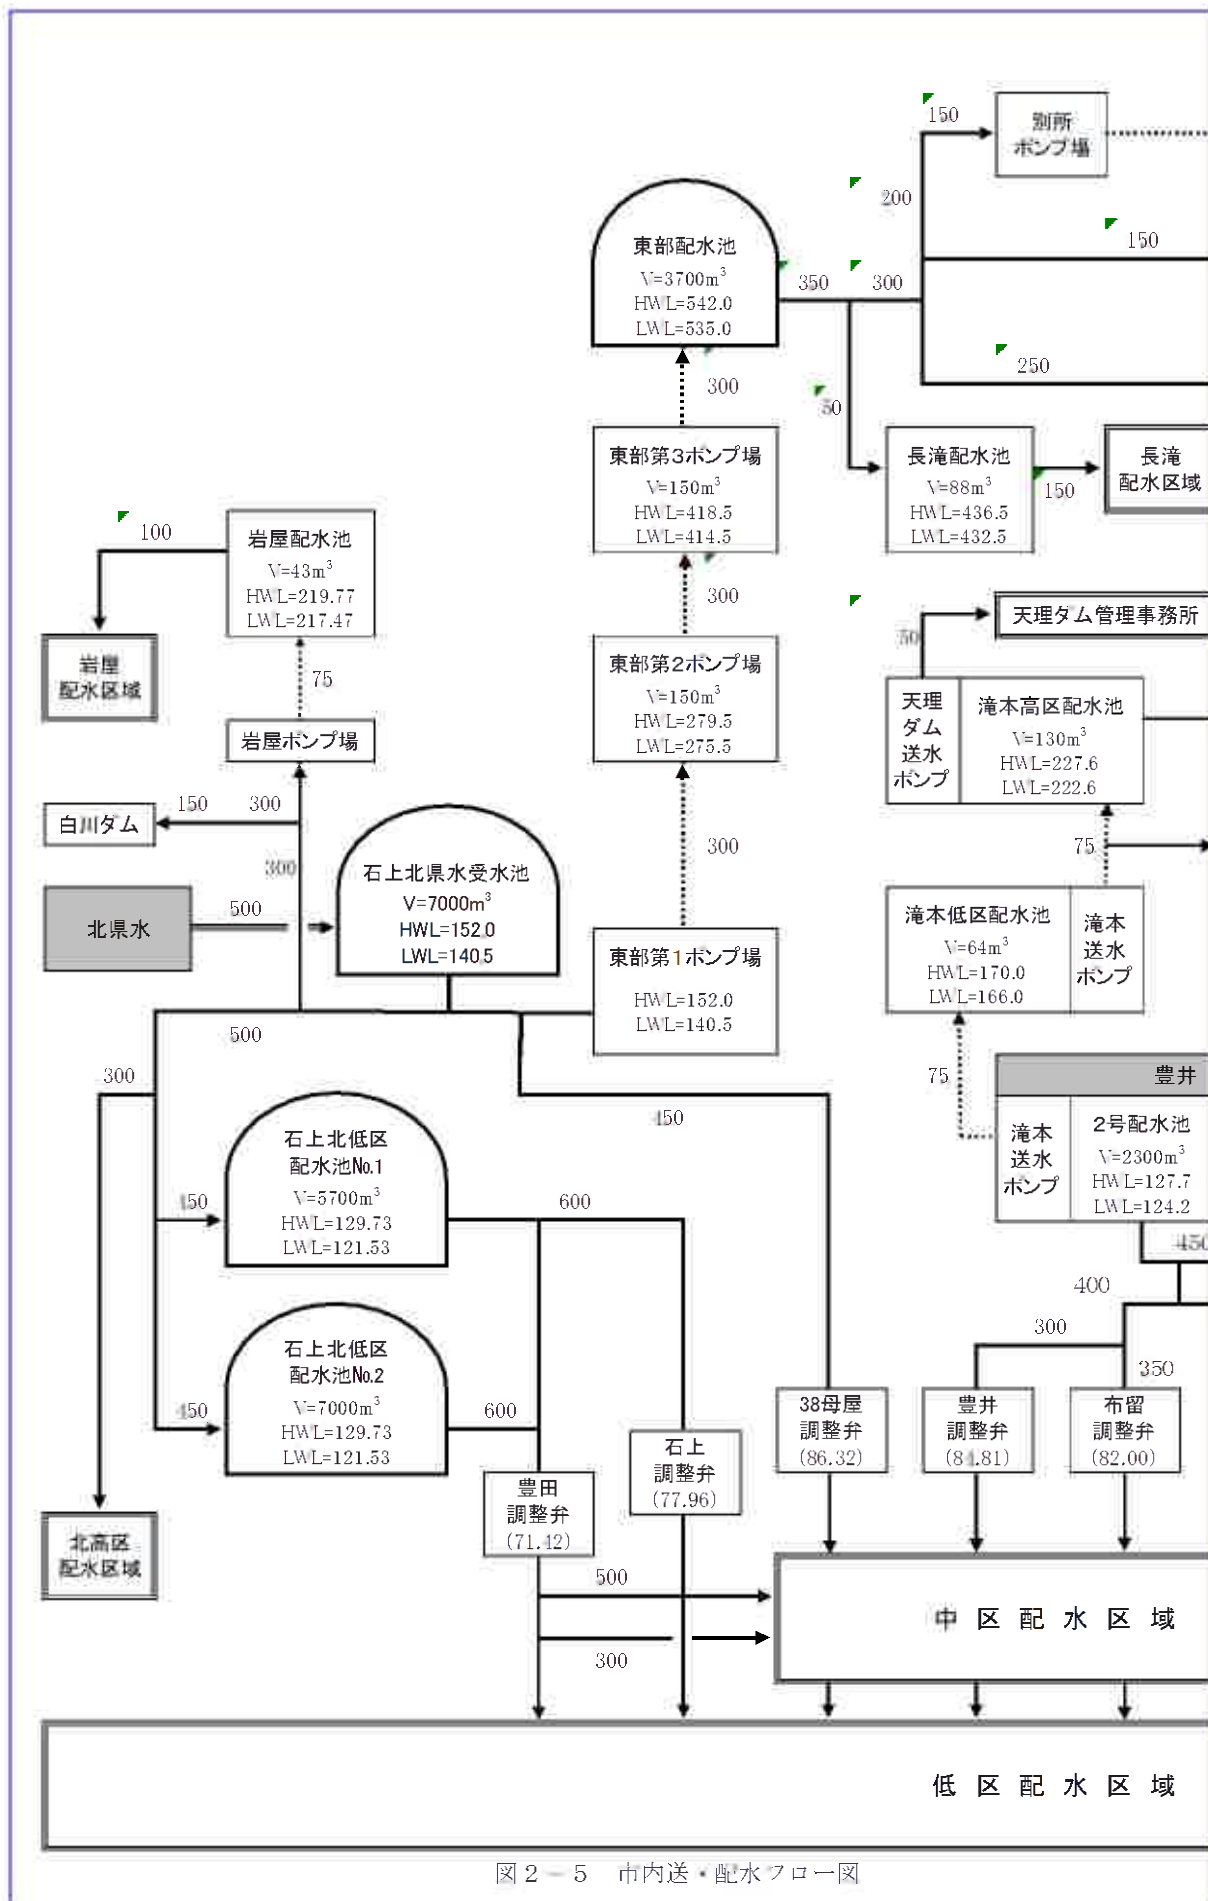 150
別所
ポンプ場
200
150
東部配水池
V=3700m³
HWL=542.0
LWL=535.0
350
300
250
300
50
東部第3ポンプ場
V=150m³
HWL=418.5
LWL=414.5
長滝配水池
V=88m³
HWL=436.5
LWL=432.5
150
長滝
配水区域
100
岩屋配水池
V=43m³
HWL=219.77
LWL=217.47
300
天理ダム管理事務所
50
岩屋
配水区域
75
東部第2ポンプ場
V=150m³
HWL=279.5
LWL=275.5
天理
ダム
送水
ポンプ
滝本高区配水池
V=130m³
HWL=227.6
LWL=222.6
岩屋ポンプ場
150
300
白川ダム
300
300
75
石上北県水受水池
V=7000m³
HWL=152.0
LWL=140.5
北県水
500
東部第1ポンプ場
HWL=152.0
LWL=140.5
滝本低区配水池
V=64m³
HWL=170.0
LWL=166.0
滝本
送水
ポンプ
500
300
75
豊井
450
石上北低区
配水池No.1
V=5700m³
HWL=129.73
LWL=121.53
滝本
送水
ポンプ
2号配水池
V=2300m³
HWL=127.7
LWL=124.2
450
600
450
400
300
350
石上北低区
配水池No.2
V=7000m³
HWL=129.73
LWL=121.53
450
600
38母屋
調整弁
(86.32)
豊井
調整弁
(84.81)
布留
調整弁
(82.00)
石上
調整弁
(77.96)
豊田
調整弁
(71.42)
北高区
配水区域
500
中区配水区域
300
低区配水区域
図2－5 市内送・配水フロー図